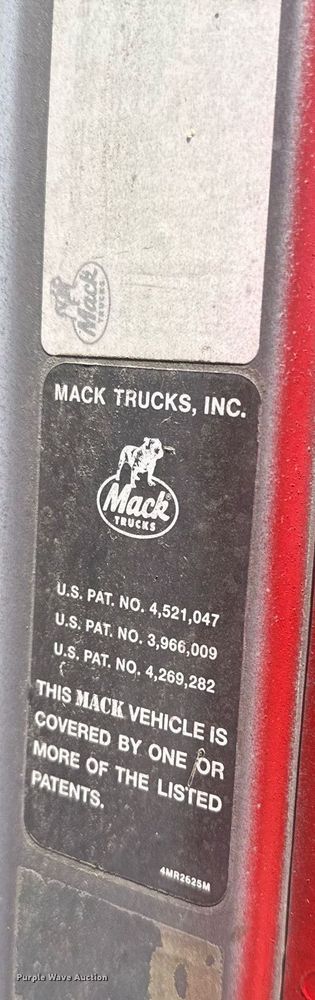 Mack
TRUCKS
MACK TRUCKS, INC.
Mack®
TRUCKS
U.S. PAT. NO. 4,521,047
U.S. PAT. NO. 3,966,009
U.S. PAT. NO. 4,269,282
THIS MACK VEHICLE IS
COVERED BY ONE OR
MORE OF THE LISTED
PATENTS.
4MR2625M
Purple Wave Auction